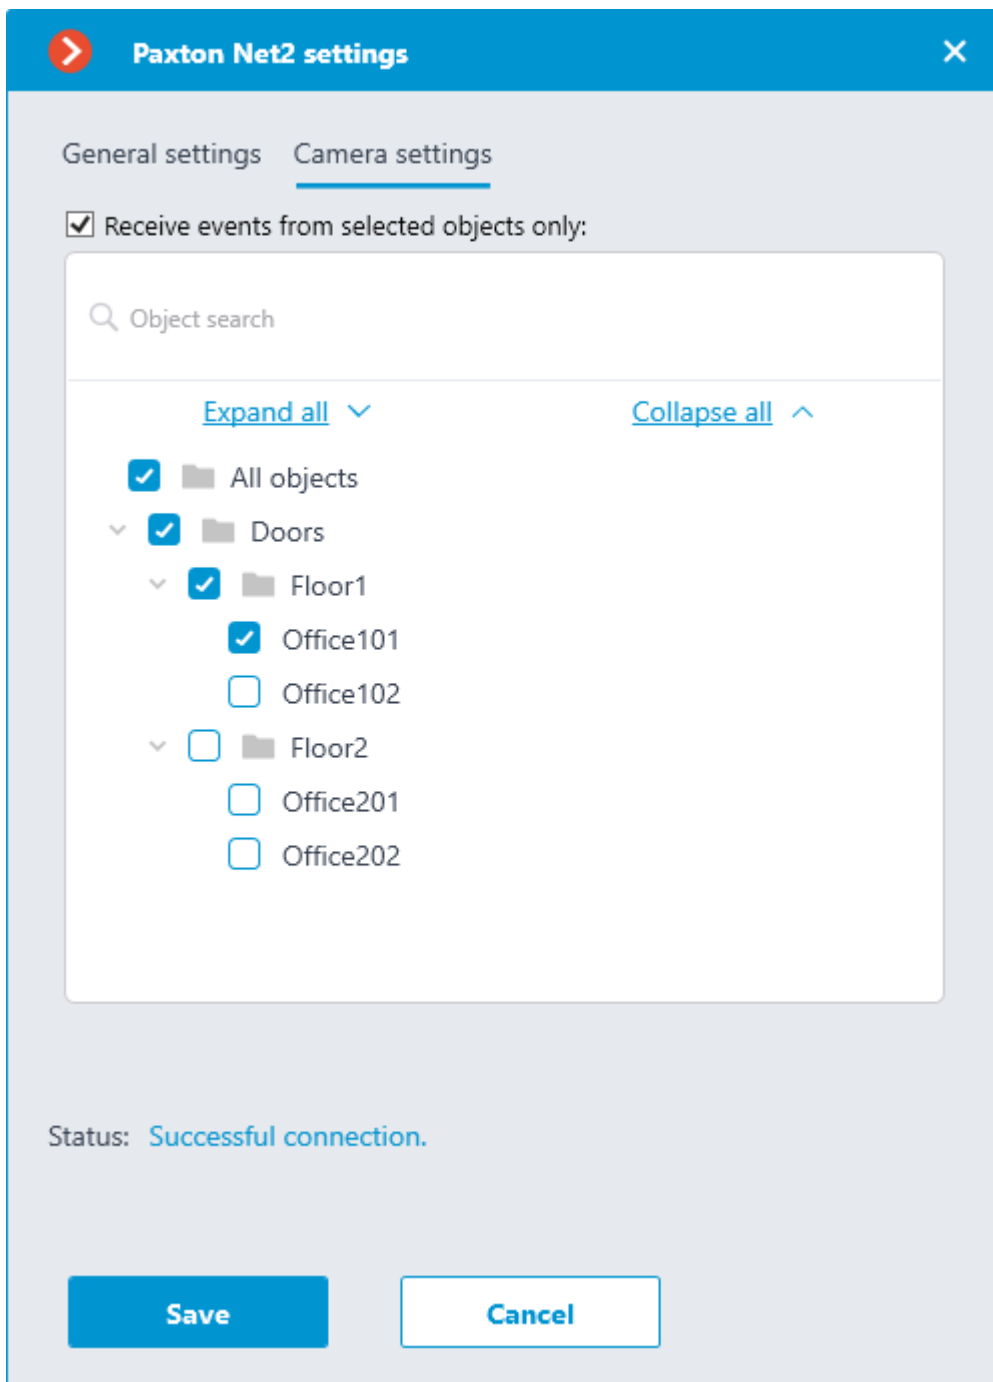 Paxton Net2 settings
General settings Camera settings
Receive events from selected objects only:
Object search
Expand all Collapse all
All objects
Doors
Floor1
Office101
Office102
Floor2
Office201
Office202
Status: Successful connection.
Save Cancel